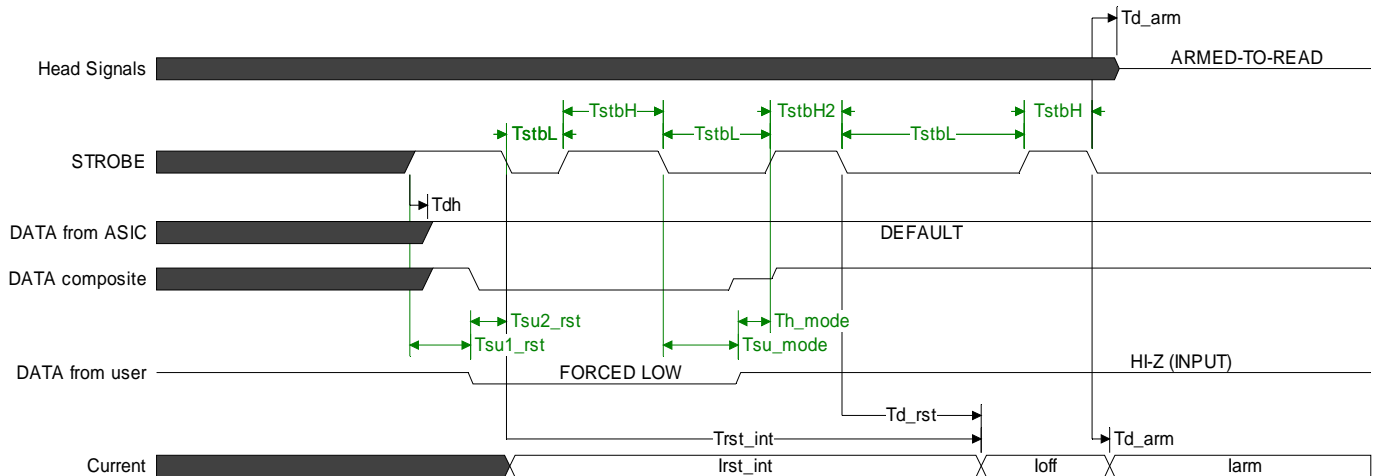 Td_arm
Head Signals
ARMED-TO-READ
TstbH
TstbH2
TstbH
TstbL
TstbL
TstbL
STROBE
Tdh
DATA from ASIC
DEFAULT
DATA composite
Tsu2_rst
Th_mode
Tsu1_rst
Tsu_mode
DATA from user
FORCED LOW
HI-Z (INPUT)
Td_rst
Trst_int
Td_arm
Current
Irst_int
Ioff
Iarm